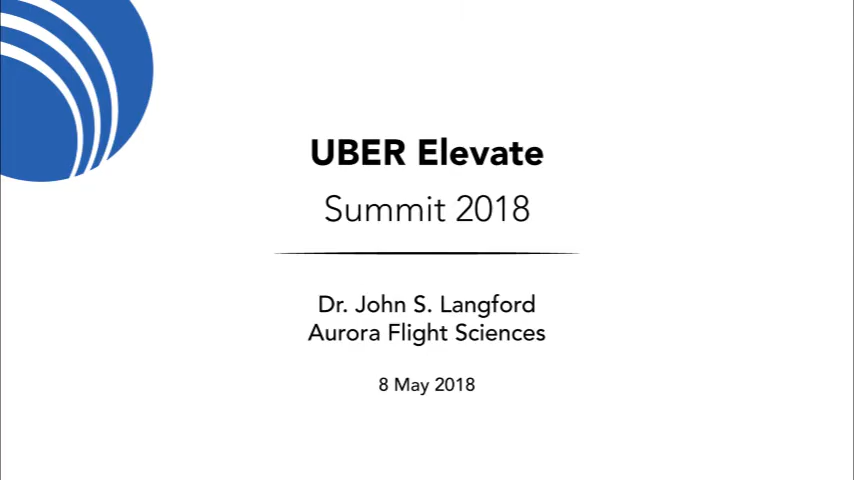 UBER Elevate
Summit 2018
Dr. John S. Langford
Aurora Flight Sciences
8 May 2018